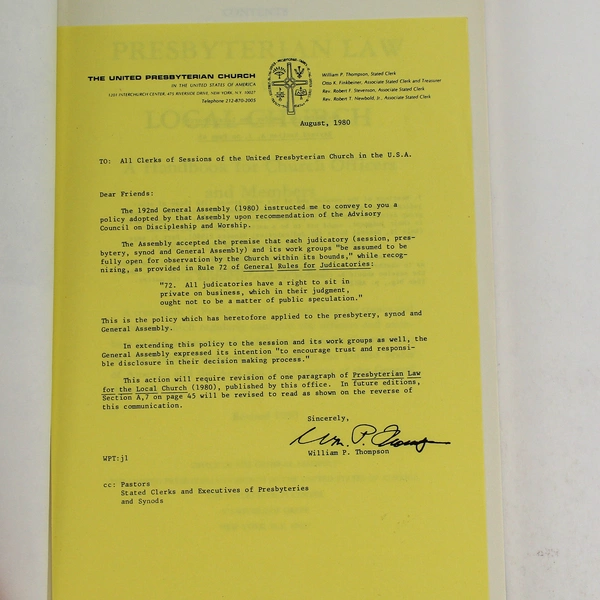 PRESBYTERIAN LAW
LOCAL CHURCH
THE UNITED PRESBYTERIAN CHURCH
IN THE UNITED STATES OF AMERICA
1201 INTERCHURCH CENTER, 475 RIVERSIDE DRIVE, NEW YORK, N.Y. 10027
Telephone 212-870-2005
William P. Thompson, Stated Clerk
Otto K. Finkbeiner, Associate Stated Clerk and Treasurer
Rev. Robert F. Stevenson, Associate Stated Clerk
Rev. Robert T. Newbold, Jr., Associate Stated Clerk
August, 1980
TO: All Clerks of Sessions of the United Presbyterian Church in the U.S.A.
Dear Friends:
The 192nd General Assembly (1980) instructed me to convey to you a
policy adopted by that Assembly upon recommendation of the Advisory
Council on Discipleship and Worship.
The Assembly accepted the premise that each judicatory (session, pres-
bytery, synod and General Assembly) and its work groups "be assumed to be
fully open for observation by the Church within its bounds," while recog-
nizing, as provided in Rule 72 of General Rules for Judicatories:
"72. All judicatories have a right to sit in
private on business, which in their judgment,
ought not to be a matter of public speculation."
This is the policy which has heretofore applied to the presbytery, synod and
General Assembly.
In extending this policy to the session and its work groups as well, the
General Assembly expressed its intention "to encourage trust and responsi-
ble disclosure in their decision making process."
This action will require revision of one paragraph of Presbyterian Law
for the Local Church (1980), published by this office. In future editions,
Section A,7 on page 45 will be revised to read as shown on the reverse of
this communication.
Sincerely,
Wm. P. Thompson
William P. Thompson
WPT:jl
cc: Pastors
Stated Clerks and Executives of Presbyteries
and Synods